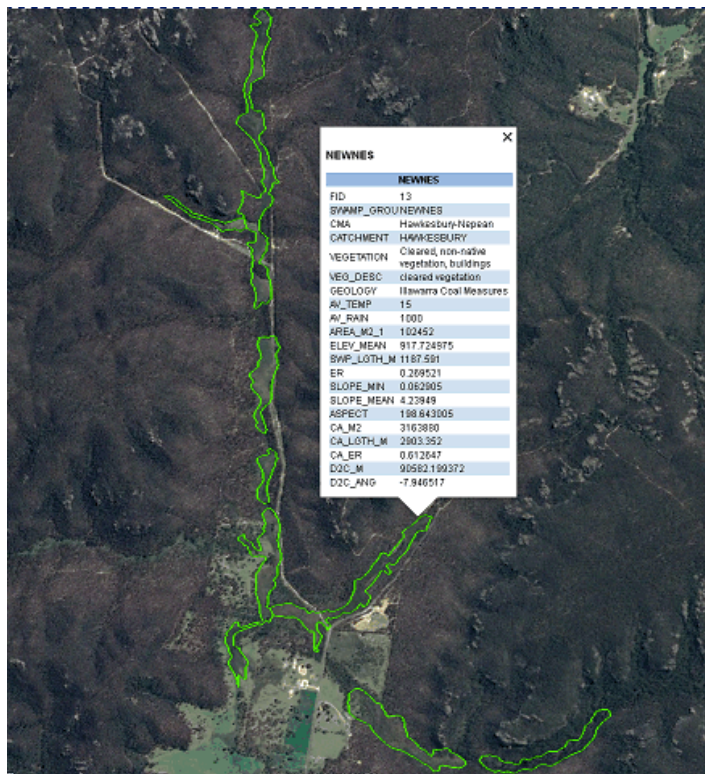 ×
NEWNES
NEWNES
FID 13
SWAMP_GROU NEWNES
CMA Hawkesbury-Nepean
CATCHMENT HAWKESBURY
VEGETATION Cleared, non-native
vegetation, buildings
VEG_DESC cleared vegetation
GEOLOGY Illawarra Coal Measures
AV_TEMP 15
AV_RAIN 1000
AREA_M2_1 102452
ELEV_MEAN 917.724975
SWP_LGTH_M 1187.591
ER 0.269521
SLOPE_MIN 0.062905
SLOPE_MEAN 4.23949
ASPECT 198.643005
CA_M2 3163880
CA_LGTH_M 2903.352
CA_ER 0.612647
D2C_M 90582.199372
D2C_ANG -7.946517